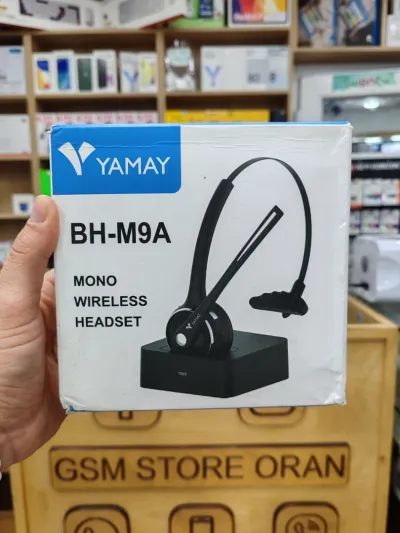 YAMAY
BH-M9A
MONO
WIRELESS
HEADSET
GSM STORE ORAN